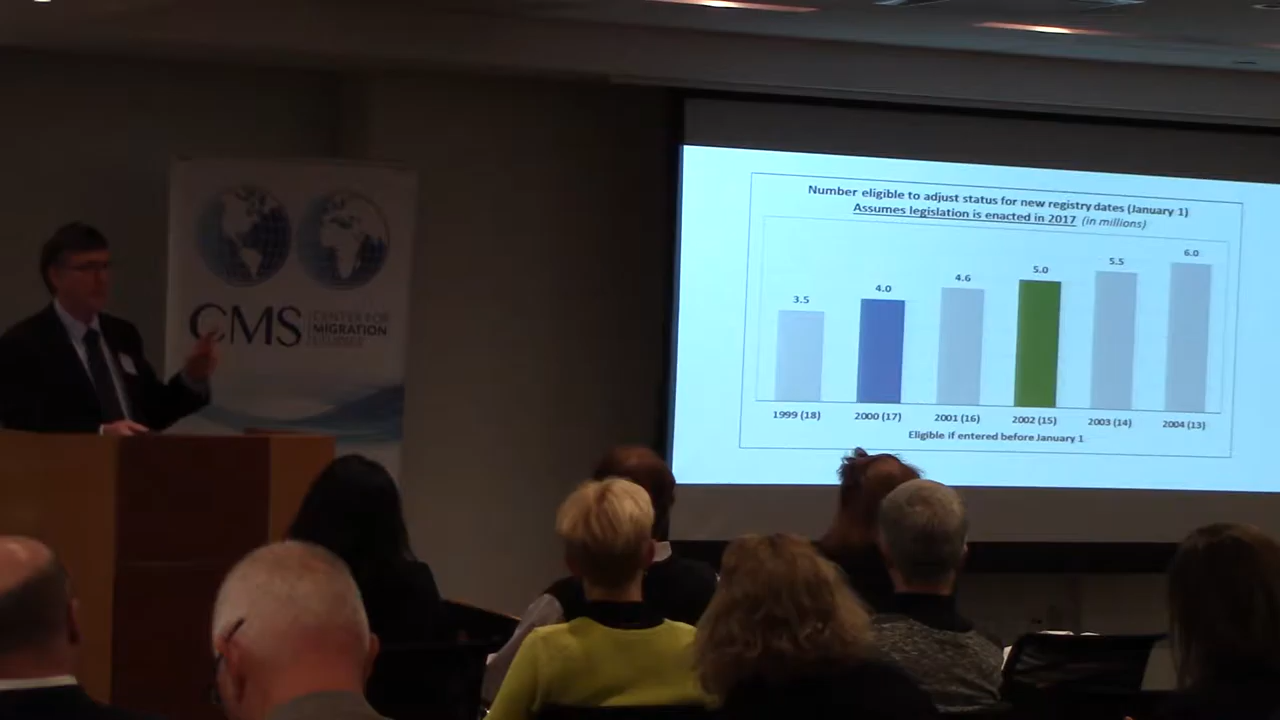 CMS
CENTER FOR
MIGRATION
STUDIES
Number eligible to adjust status for new registry dates (January 1)
Assumes legislation is enacted in 2017 (in millions)
3.5 4.0 4.6 5.0 5.5 6.0
1999 (18) 2000 (17) 2001 (16) 2002 (15) 2003 (14) 2004 (13)
Eligible if entered before January 1